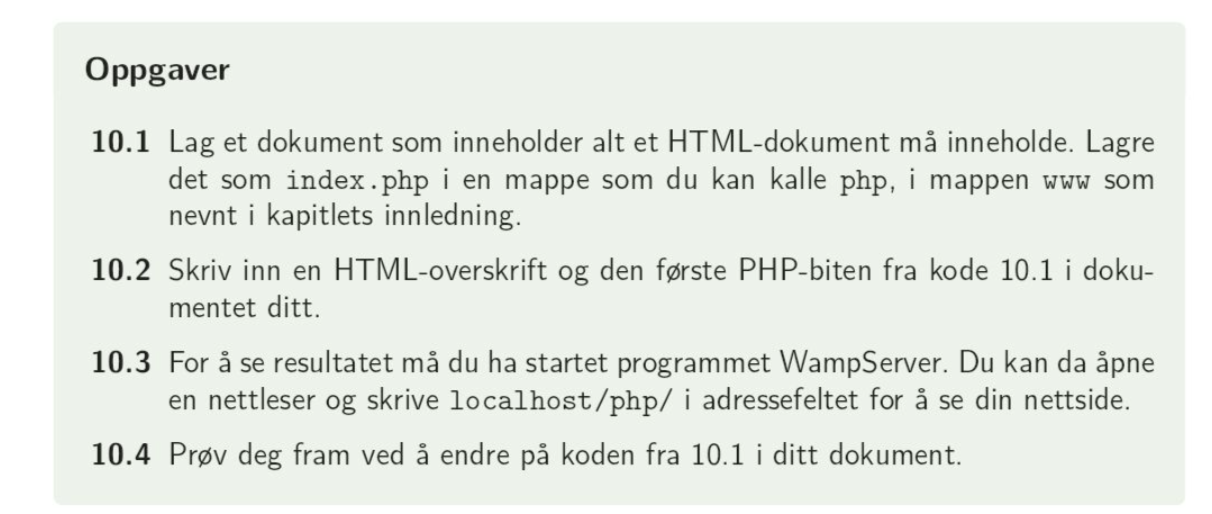 Oppgaver
10.1 Lag et dokument som inneholder alt et HTML-dokument må inneholde. Lagre
det som index.php i en mappe som du kan kalle php, i mappen www som
nevnt i kapitlets innledning.
10.2 Skriv inn en HTML-overskrift og den første PHP-biten fra kode 10.1 i doku-
mentet ditt.
10.3 For å se resultatet må du ha startet programmet WampServer. Du kan da åpne
en nettleser og skrive localhost/php/ i adressefeltet for å se din nettside.
10.4 Prøv deg fram ved å endre på koden fra 10.1 i ditt dokument.